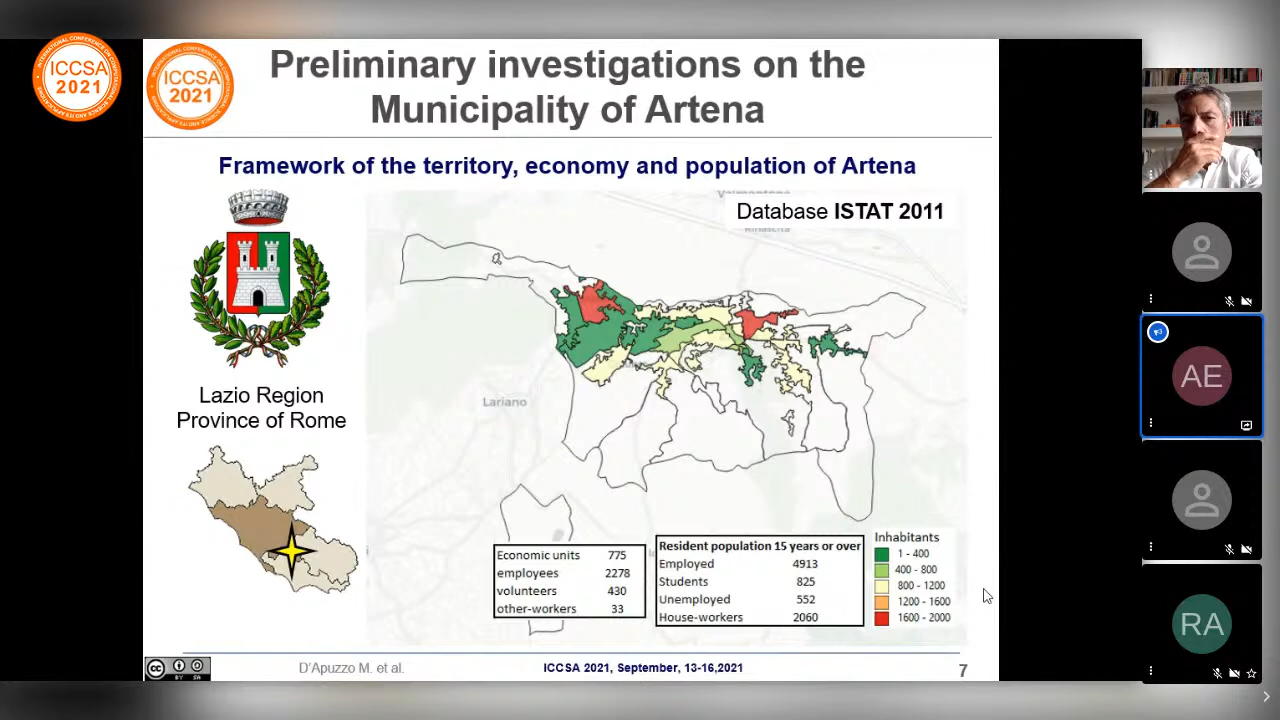 ICCSA
2021
ICCSA
2021
Preliminary investigations on the
Municipality of Artena
Framework of the territory, economy and population of Artena
Database ISTAT 2011
Lazio Region
Province of Rome
Lariano
Economic units 775
employees 2278
volunteers 430
other-workers 33
Resident population 15 years or over
Employed 4913
Students 825
Unemployed 552
House-workers 2060
Inhabitants
1 - 400
400 - 800
800 - 1200
1200 - 1600
1600 - 2000
BY SA
D'Apuzzo M. et al.
ICCSA 2021, September, 13-16,2021
7
AE
RA